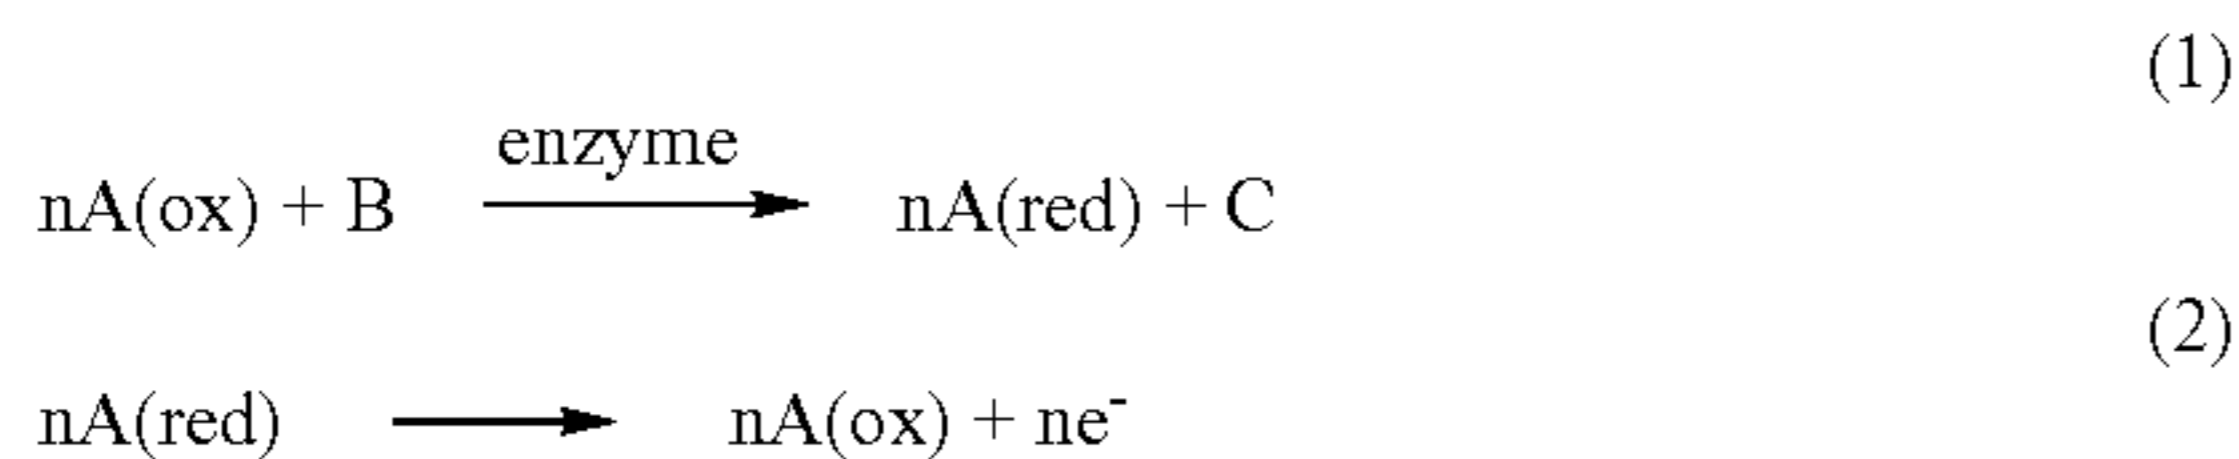 (1)
enzyme
nA(ox) + B ⟶ nA(red) + C
(2)
nA(red) ⟶ nA(ox) + ne⁻